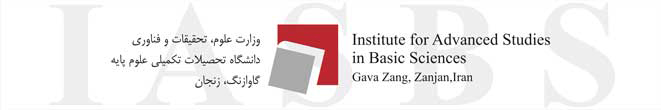 IASBS
وزارت علوم، تحقیقات و فناوری
دانشگاه تحصیلات تکمیلی علوم پایه
گاوازنگ، زنجان
Institute for Advanced Studies
in Basic Sciences
Gava Zang, Zanjan,Iran